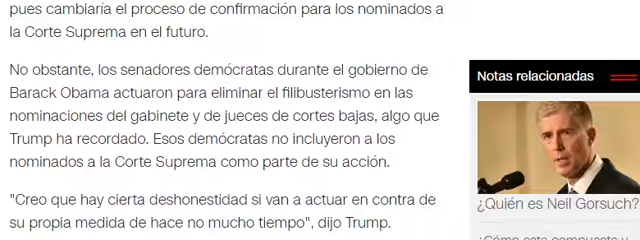 pues cambiaría el proceso de confirmación para los nominados a
la Corte Suprema en el futuro.
No obstante, los senadores demócratas durante el gobierno de
Barack Obama actuaron para eliminar el filibusterismo en las
nominaciones del gabinete y de jueces de cortes bajas, algo que
Trump ha recordado. Esos demócratas no incluyeron a los
nominados a la Corte Suprema como parte de su acción.
"Creo que hay cierta deshonestidad si van a actuar en contra de
su propia medida de hace no mucho tiempo", dijo Trump.
Notas relacionadas
¿Quién es Neil Gorsuch?